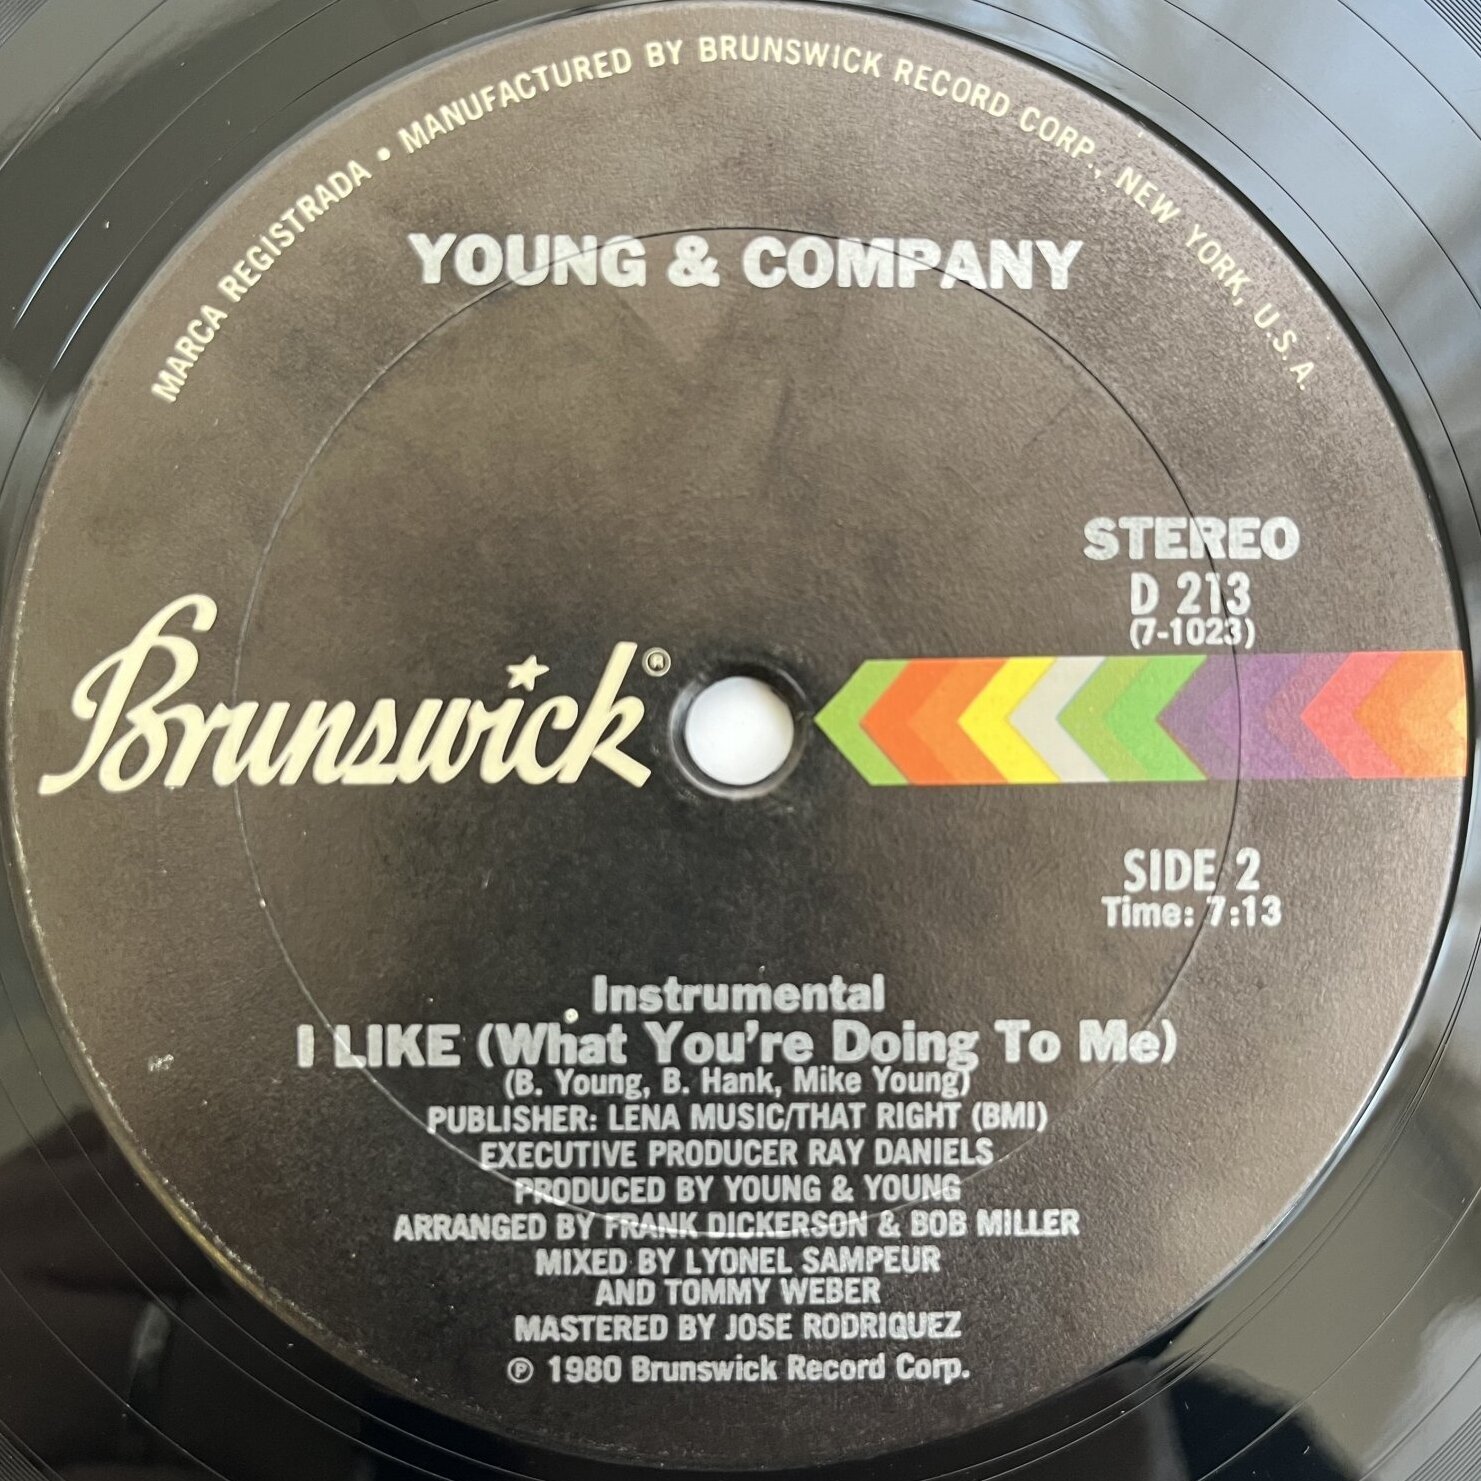 MARCA REGISTRADA • MANUFACTURED BY BRUNSWICK RECORD CORP., NEW YORK, U.S.A.
YOUNG & COMPANY
STEREO
D 213
(7-1023)
Brunswick®
SIDE 2
Time: 7:13
Instrumental
I LIKE (What You're Doing To Me)
(B. Young, B. Hank, Mike Young)
PUBLISHER: LENA MUSIC/THAT RIGHT (BMI)
EXECUTIVE PRODUCER RAY DANIELS
PRODUCED BY YOUNG & YOUNG
ARRANGED BY FRANK DICKERSON & BOB MILLER
MIXED BY LYONEL SAMPEUR
AND TOMMY WEBER
MASTERED BY JOSE RODRIQUEZ
℗ 1980 Brunswick Record Corp.